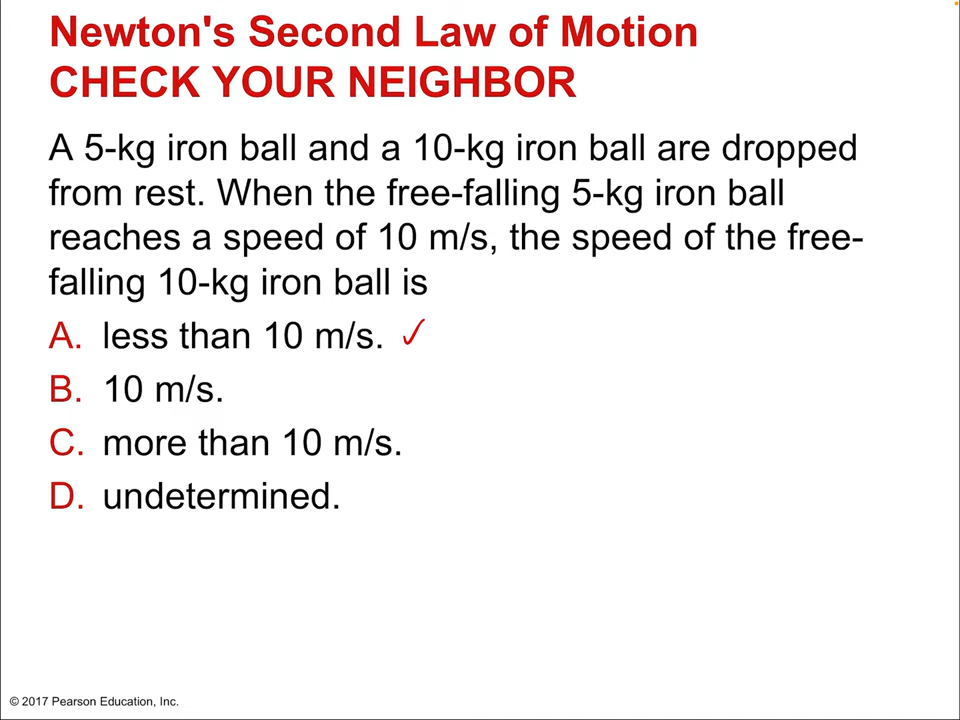 Newton's Second Law of Motion
CHECK YOUR NEIGHBOR
A 5-kg iron ball and a 10-kg iron ball are dropped
from rest. When the free-falling 5-kg iron ball
reaches a speed of 10 m/s, the speed of the free-
falling 10-kg iron ball is
A. less than 10 m/s. ✓
B. 10 m/s.
C. more than 10 m/s.
D. undetermined.
© 2017 Pearson Education, Inc.